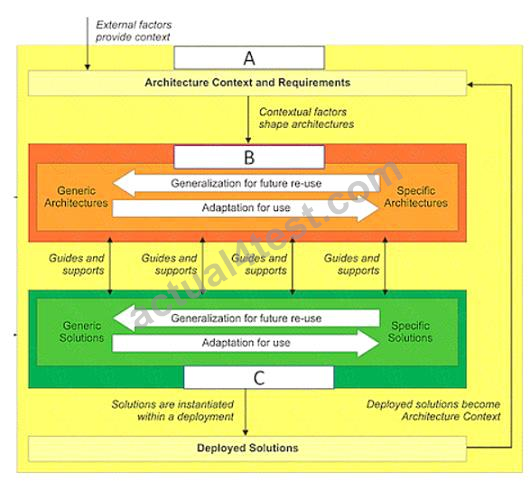 External factors
provide context
A
Architecture Context and Requirements
Contextual factors
shape architectures
B
Generic
Architectures
Generalization for future re-use
Adaptation for use
Specific
Architectures
Guides and
supports
Guides and
supports
Guides and
supports
Guides and
supports
actual4test.com
Generic
Solutions
Generalization for future re-use
Adaptation for use
Specific
Solutions
C
Solutions are instantiated
within a deployment
Deployed solutions become
Architecture Context
Deployed Solutions